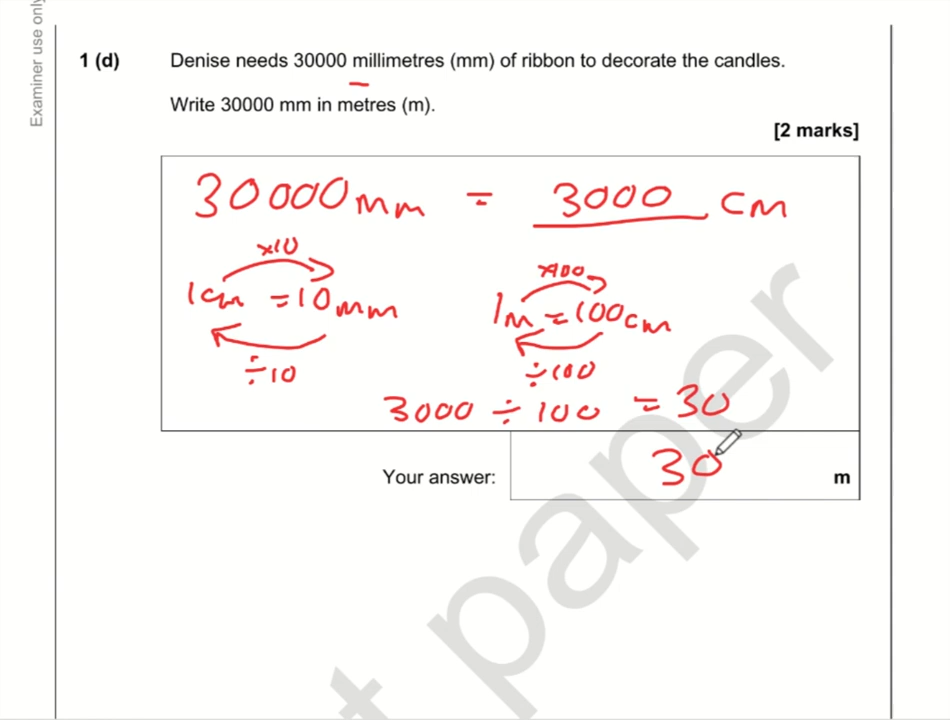 Examiner use only
1 (d) Denise needs 30000 millimetres (mm) of ribbon to decorate the candles.
Write 30000 mm in metres (m).
[2 marks]
30000mm = 3000 cm
×10
×100
1cm = 10mm
1m = 100cm
÷10
÷100
3000 ÷ 100 = 30
Your answer: 30 m
t paper